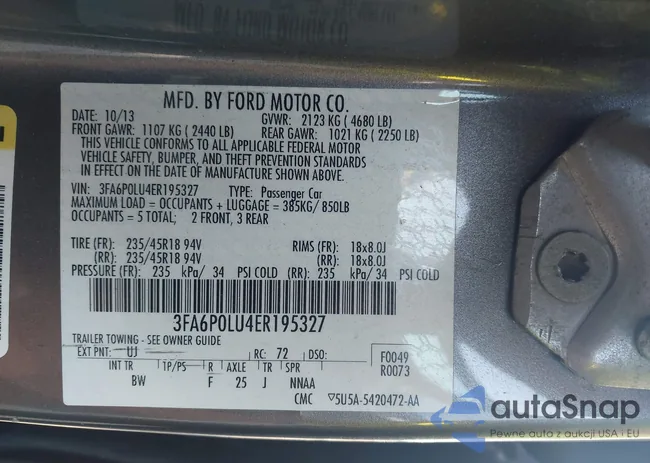 MFD. BY FORD MOTOR CO.
DATE: 10/13 GVWR: 2123 KG ( 4680 LB)
FRONT GAWR: 1107 KG ( 2440 LB) REAR GAWR: 1021 KG ( 2250 LB)
THIS VEHICLE CONFORMS TO ALL APPLICABLE FEDERAL MOTOR
VEHICLE SAFETY, BUMPER, AND THEFT PREVENTION STANDARDS
IN EFFECT ON THE DATE OF MANUFACTURE SHOWN ABOVE.
VIN: 3FA6P0LU4ER195327 TYPE: Passenger Car
MAXIMUM LOAD = OCCUPANTS + LUGGAGE = 385KG/ 850LB
OCCUPANTS = 5 TOTAL; 2 FRONT, 3 REAR
TIRE (FR): 235/45R18 94V RIMS (FR): 18x8.0J
(RR): 235/45R18 94V (RR): 18x8.0J
PRESSURE (FR): 235 kPa/ 34 PSI COLD (RR): 235 kPa/ 34 PSI COLD
3FA6P0LU4ER195327
TRAILER TOWING - SEE OWNER GUIDE
EXT PNT: UJ RC: 72 DSO: F0049
R0073
INT TR TP/PS R AXLE TR SPR
BW F 25 J NNAA
CMC ▽5U5A-5420472-AA
autaSnap
Pewne auto z aukcji USA i EU